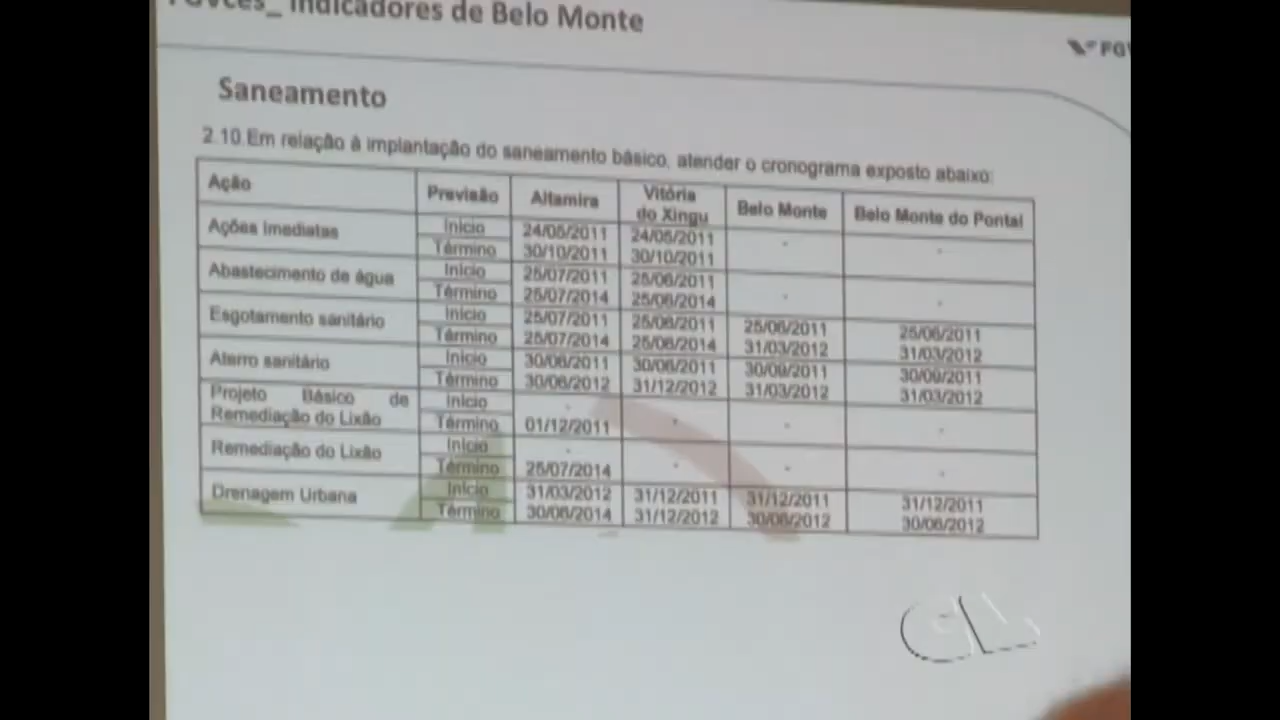 Indicadores de Belo Monte
Saneamento
2.10.Em relação à implantação do saneamento básico, atender o cronograma exposto abaixo:
Ação Previsão Altamira Vitória do Xingu Belo Monte Belo Monte do Pontal
Ações Imediatas Início 24/05/2011 24/05/2011 - -
Término 30/10/2011 30/10/2011
Abastecimento de água Início 25/07/2011 25/06/2011 - -
Término 25/07/2014 25/06/2014
Esgotamento sanitário Início 25/07/2011 25/06/2011 25/06/2011 25/06/2011
Término 25/07/2014 25/06/2014 31/03/2012 31/03/2012
Aterro sanitário Início 30/06/2011 30/06/2011 30/09/2011 30/09/2011
Término 30/06/2012 31/12/2012 31/03/2012 31/03/2012
Projeto Básico de Início - - - -
Remediação do Lixão Término 01/12/2011
Remediação do Lixão Início - - - -
Término 25/07/2014
Drenagem Urbana Início 31/03/2012 31/12/2011 31/12/2011 31/12/2011
Término 30/06/2014 31/12/2012 30/06/2012 30/06/2012